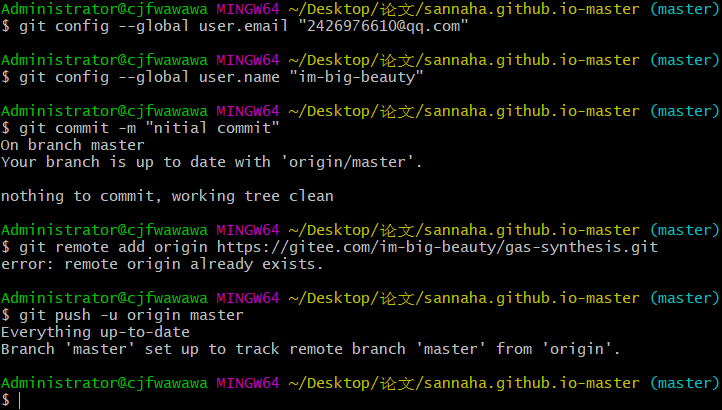 Administrator@cjfwawawa MINGW64 ~/Desktop/论文/sannaha.github.io-master (master)
$ git config --global user.email "2426976610@qq.com"
Administrator@cjfwawawa MINGW64 ~/Desktop/论文/sannaha.github.io-master (master)
$ git config --global user.name "im-big-beauty"
Administrator@cjfwawawa MINGW64 ~/Desktop/论文/sannaha.github.io-master (master)
$ git commit -m "nitial commit"
On branch master
Your branch is up to date with 'origin/master'.
nothing to commit, working tree clean
Administrator@cjfwawawa MINGW64 ~/Desktop/论文/sannaha.github.io-master (master)
$ git remote add origin https://gitee.com/im-big-beauty/gas-synthesis.git
error: remote origin already exists.
Administrator@cjfwawawa MINGW64 ~/Desktop/论文/sannaha.github.io-master (master)
$ git push -u origin master
Everything up-to-date
Branch 'master' set up to track remote branch 'master' from 'origin'.
Administrator@cjfwawawa MINGW64 ~/Desktop/论文/sannaha.github.io-master (master)
$